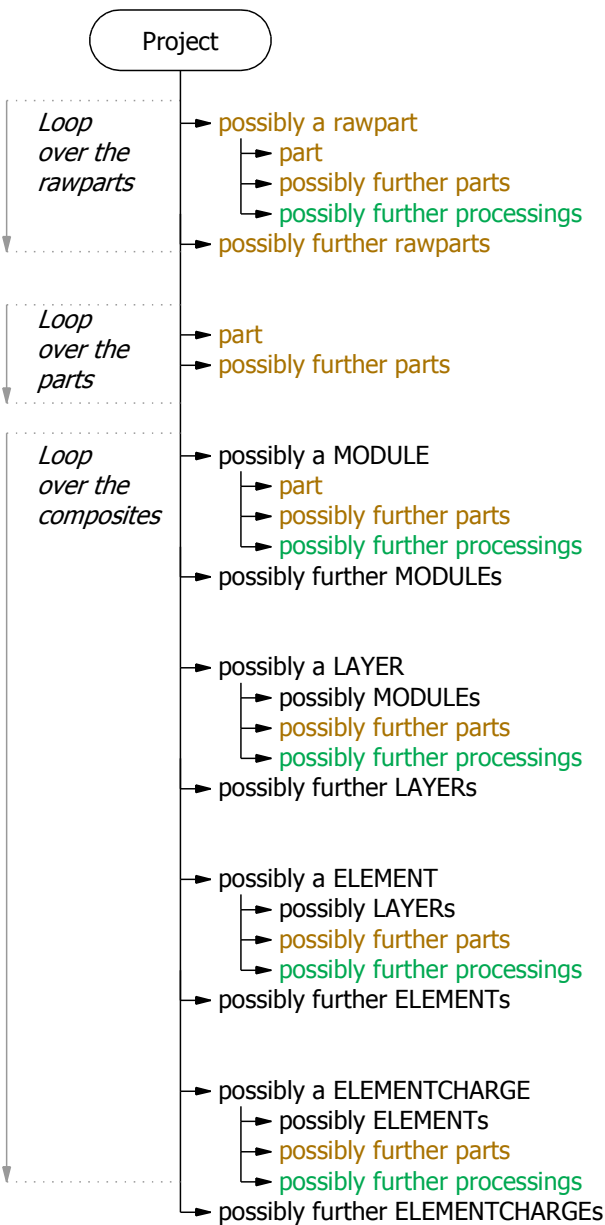 Project
Loop
over the
rawparts
possibly a rawpart
part
possibly further parts
possibly further processings
possibly further rawparts
Loop
over the
parts
part
possibly further parts
Loop
over the
composites
possibly a MODULE
part
possibly further parts
possibly further processings
possibly further MODULEs
possibly a LAYER
possibly MODULEs
possibly further parts
possibly further processings
possibly further LAYERs
possibly a ELEMENT
possibly LAYERs
possibly further parts
possibly further processings
possibly further ELEMENTs
possibly a ELEMENTCHARGE
possibly ELEMENTs
possibly further parts
possibly further processings
possibly further ELEMENTCHARGEs